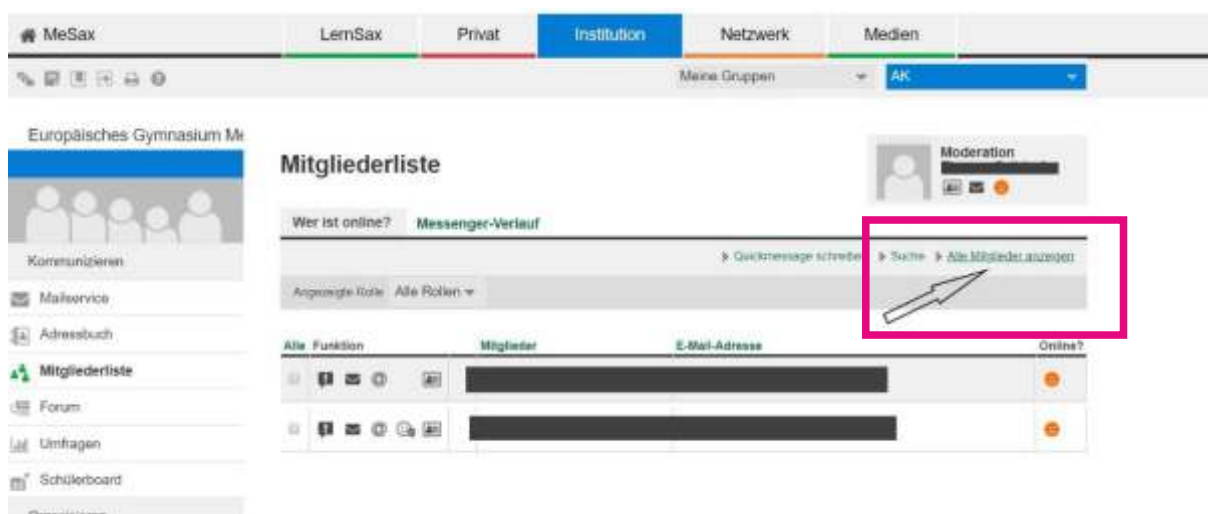 MeSax LernSax Privat Institution Netzwerk Medien
Meine Gruppen AK
Europäisches Gymnasium Me
Mitgliederliste
Moderation
Wer ist online? Messenger-Verlauf
Quickmessage schreiben Suche Alle Mitglieder anzeigen
Angezeigte Rolle Alle Rollen
Alle Funktion Mitglieder E-Mail-Adresse Online?
Kommunizieren
Mailservice
Adressbuch
Mitgliederliste
Forum
Umfragen
Schülerboard